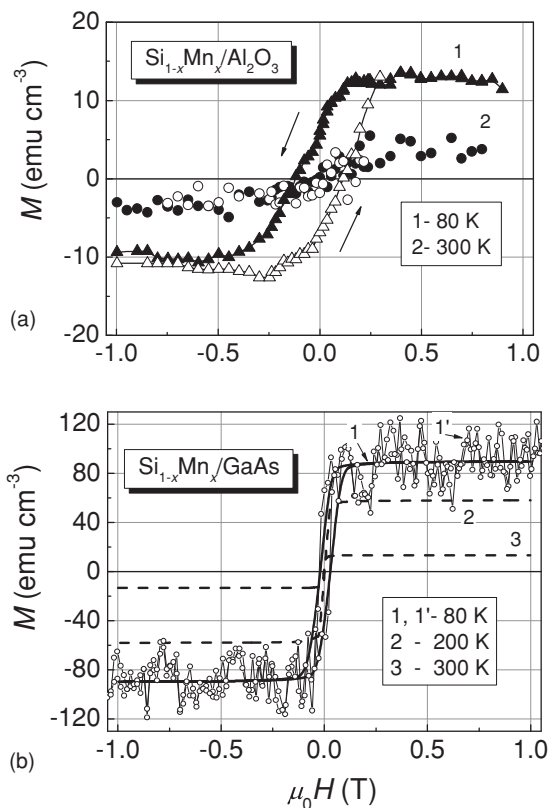 20
Si₁₋ₓMnₓ/Al₂O₃
1
10
2
0
M (emu cm⁻³)
-10
1- 80 K
2- 300 K
(a)
-20
-1.0 -0.5 0.0 0.5 1.0
120
1 1'
80
Si₁₋ₓMnₓ/GaAs
2
40
3
0
M (emu cm⁻³)
-40
1, 1'- 80 K
2 - 200 K
3 - 300 K
-80
-120
(b)
-1.0 -0.5 0.0 0.5 1.0
μ₀H (T)